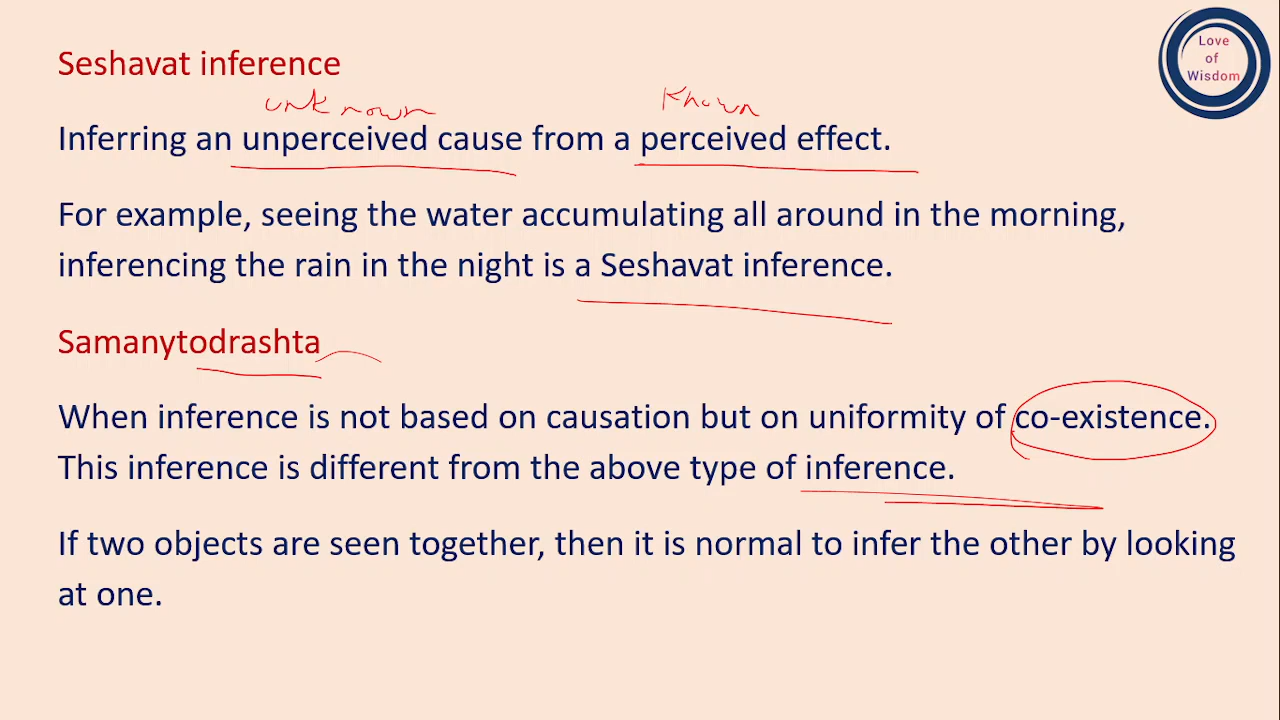 Love
of
Wisdom
Seshavat inference
unknown known
Inferring an unperceived cause from a perceived effect.
For example, seeing the water accumulating all around in the morning,
inferencing the rain in the night is a Seshavat inference.
Samanytodrashta
When inference is not based on causation but on uniformity of co-existence.
This inference is different from the above type of inference.
If two objects are seen together, then it is normal to infer the other by looking
at one.